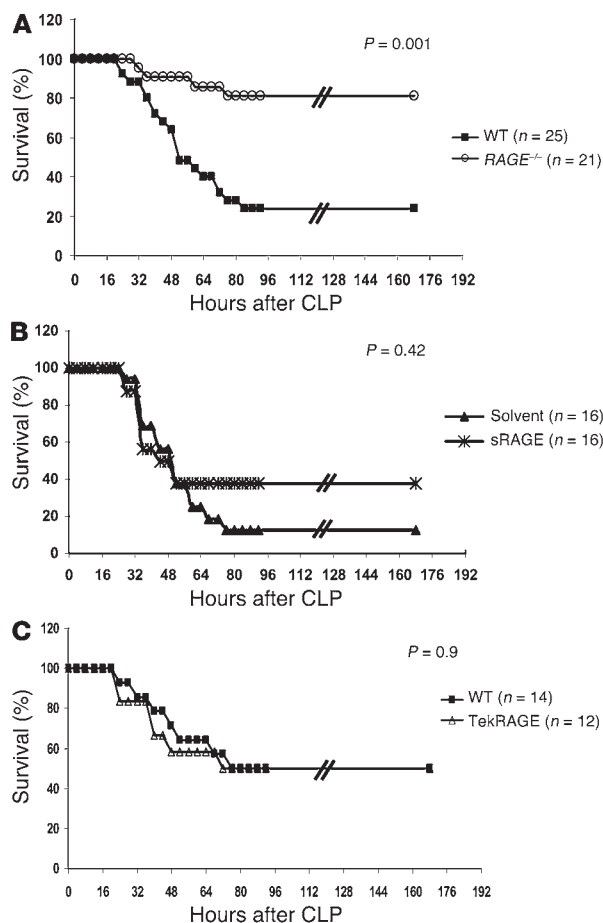 A
P = 0.001
120
100
80
60
40
20
0
Survival (%)
0 16 32 48 64 80 96 112 128 144 160 176 192
Hours after CLP
WT (n = 25)
RAGE–/– (n = 21)
B
P = 0.42
120
100
80
60
40
20
0
Survival (%)
0 16 32 48 64 80 96 112 128 144 160 176 192
Hours after CLP
Solvent (n = 16)
sRAGE (n = 16)
C
P = 0.9
120
100
80
60
40
20
0
Survival (%)
0 16 32 48 64 80 96 112 128 144 160 176 192
Hours after CLP
WT (n = 14)
TekRAGE (n = 12)